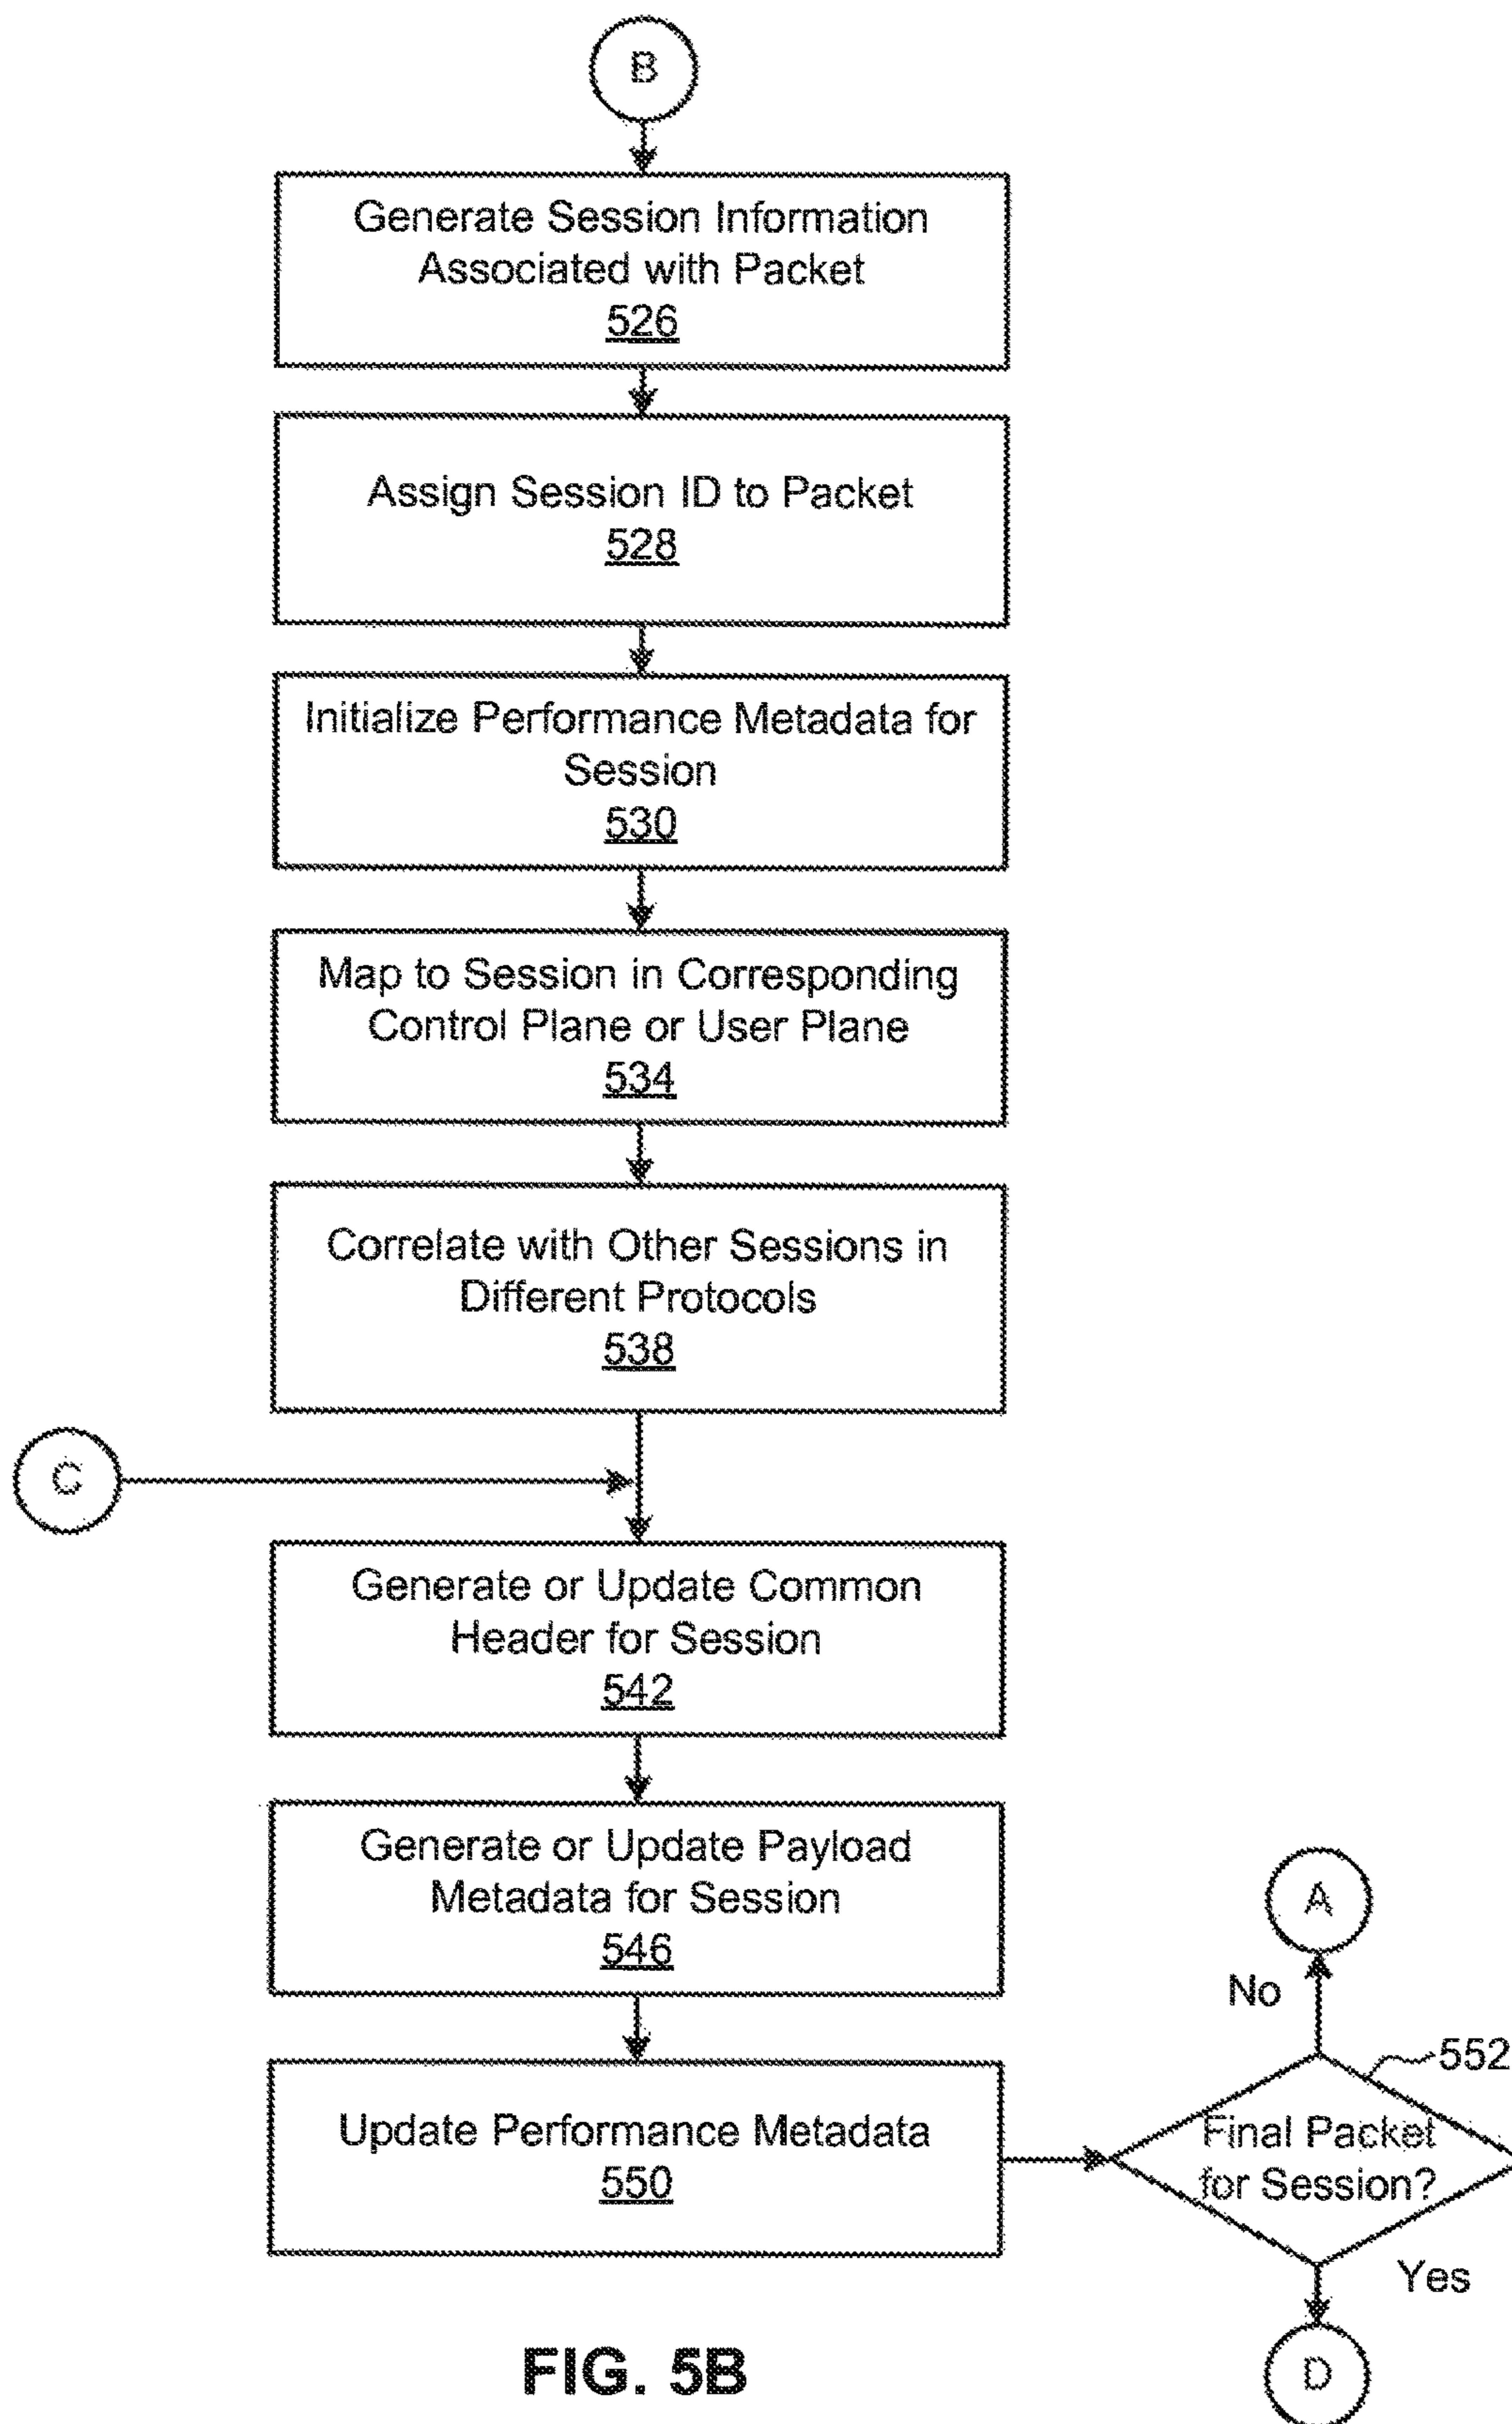 B
Generate Session Information
Associated with Packet
526
Assign Session ID to Packet
528
Initialize Performance Metadata for
Session
530
Map to Session in Corresponding
Control Plane or User Plane
534
Correlate with Other Sessions in
Different Protocols
538
C
Generate or Update Common
Header for Session
542
Generate or Update Payload
Metadata for Session
546
A
No
552
Update Performance Metadata
550
Final Packet
for Session?
Yes
D
FIG. 5B